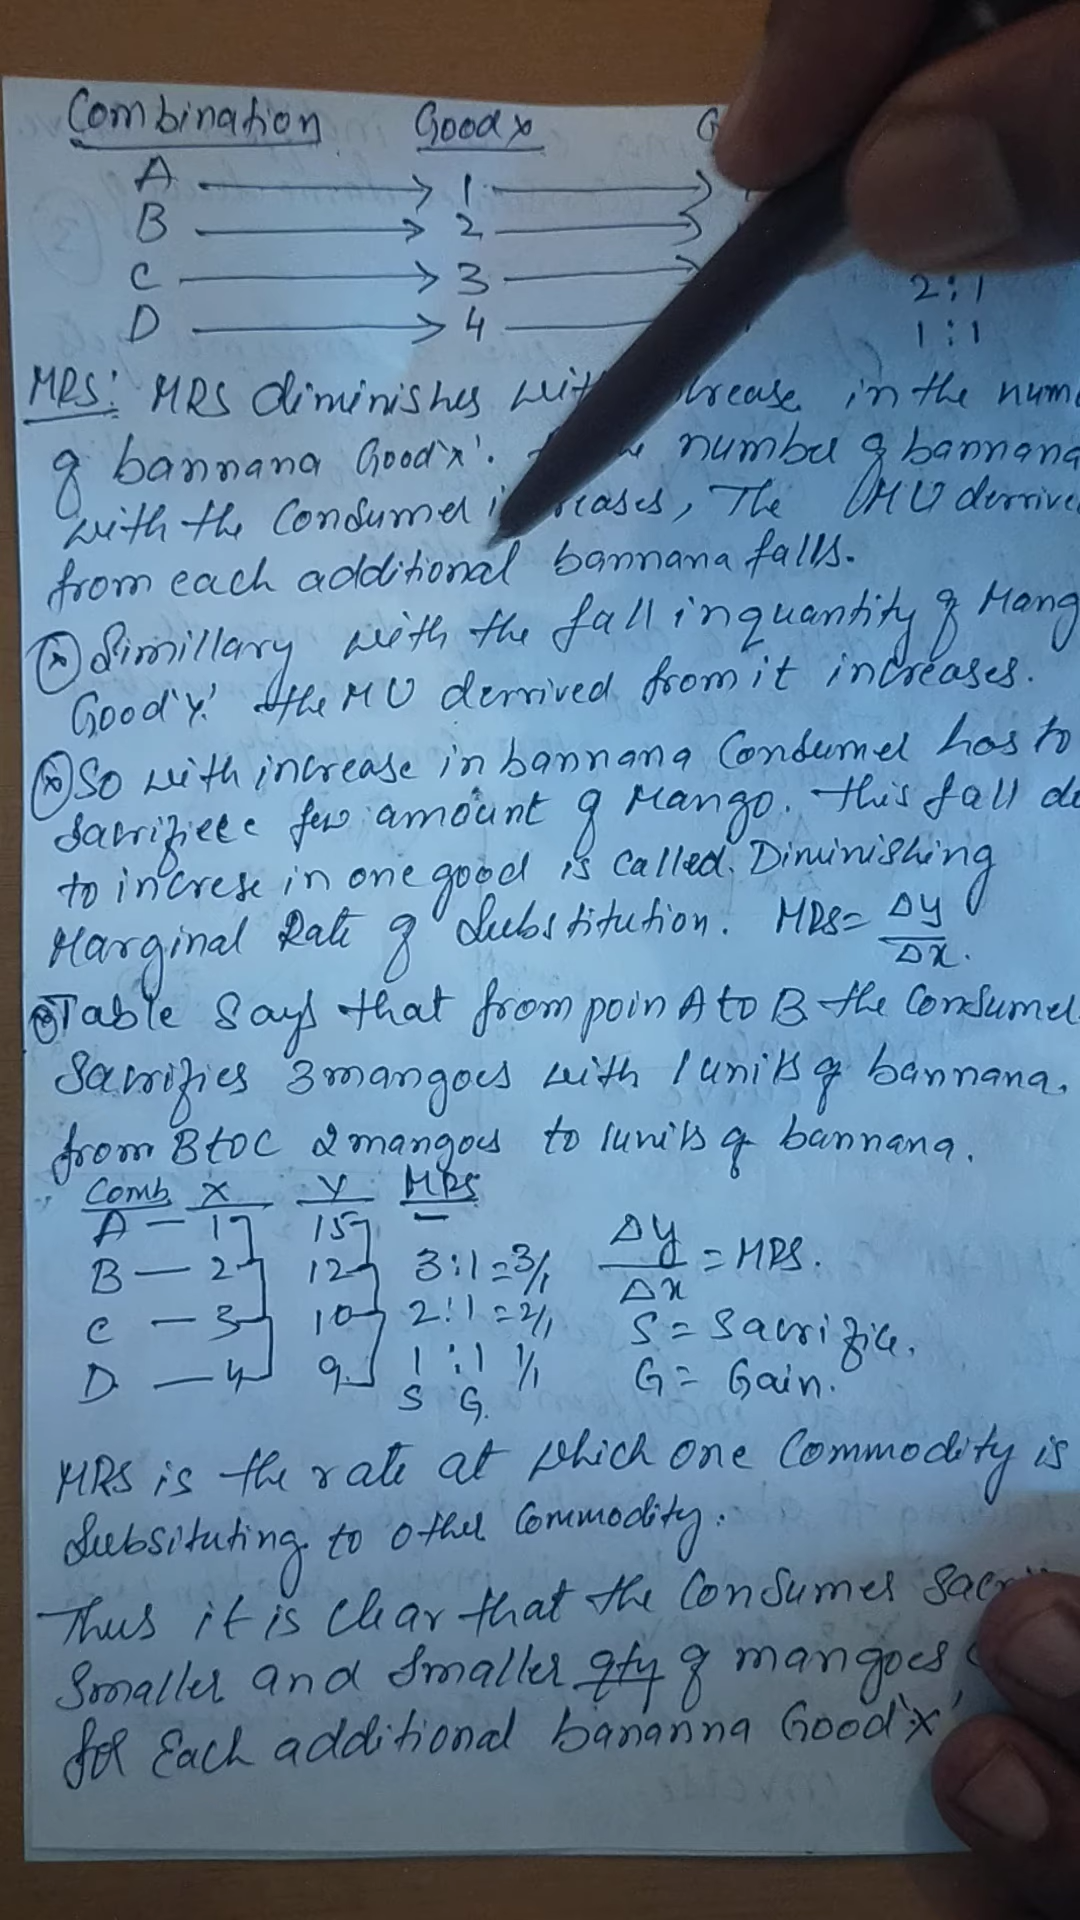 Combination Good x
A → 1 →
B → 2 →
C → 3 → 2:1
D → 4 1:1
MRS: MRS diminishes in the
of bannana Good 'x'. number of bannana
with the Consumer The MU derrive
from each additional bannana falls.
Simillary with the fall in quantity of Mang
Good 'Y' the MU derrived from it increases.
So with increase in bannana Consumer has to
few amount of Mango. This fall
to increse in one good is called. Diminishing
Marginal Rate of Substitution. MRS = Δy/Δx.
Table Says that from poin A to B the Consumer
Sacrifies 3 mangoes with 1 units of bannana.
from B to C 2 mangoes to 1 units of bannana.
Comb X Y MRS
A — 1 15 —
B — 2 12 3:1 = 3/1 Δy/Δx = MRS.
C — 3 10 2:1 = 2/1 S = Sacrifice.
D — 4 9 1:1 1/1 G = Gain.
S G.
MRS is the rate at which one Commodity is
Subsituting to other Commodity.
Thus it is clear that the Consumer
Smaller and Smaller qty of mangoes
for Each additional bananna Good 'x'